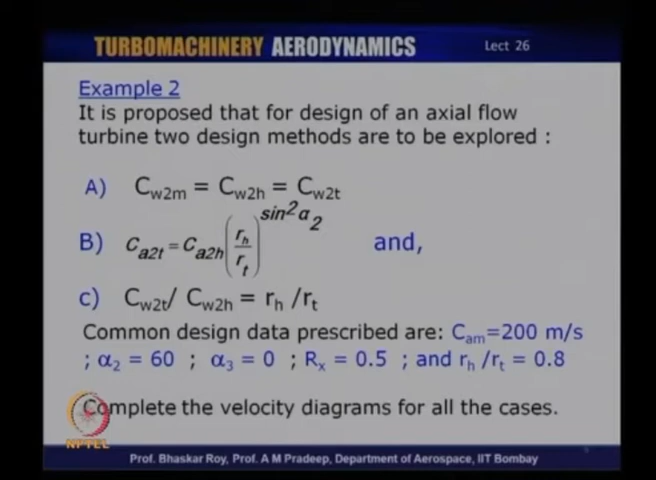 TURBOMACHINERY AERODYNAMICS Lect 26
Example 2
It is proposed that for design of an axial flow
turbine two design methods are to be explored :
A) Cw2m = Cw2h = Cw2t
B) Ca2t = Ca2h (rh/rt)^sin²α2 and,
c) Cw2t/ Cw2h = rh /rt
Common design data prescribed are: Cam=200 m/s
; α2 = 60 ; α3 = 0 ; Rx = 0.5 ; and rh /rt = 0.8
Complete the velocity diagrams for all the cases.
NPTEL
Prof. Bhaskar Roy, Prof. A M Pradeep, Department of Aerospace, IIT Bombay